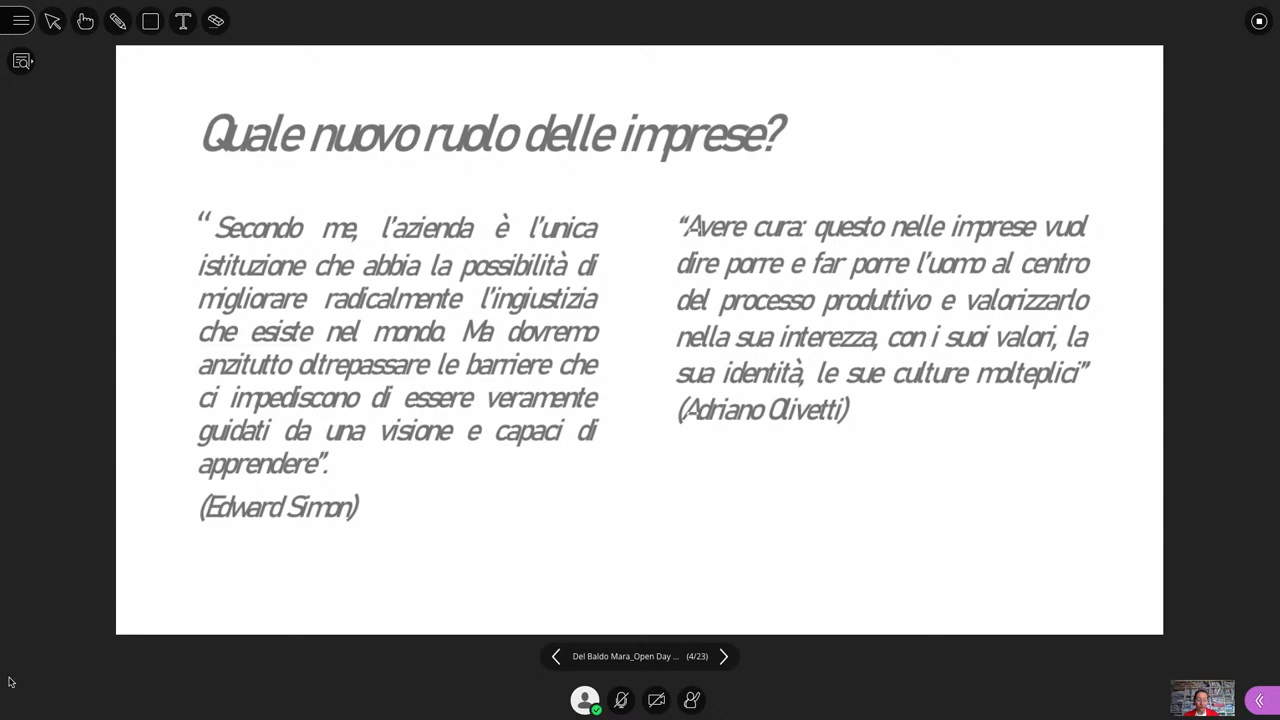 Quale nuovo ruolo delle imprese?
“ Secondo me, l’azienda è l’unica
istituzione che abbia la possibilità di
migliorare radicalmente l’ingiustizia
che esiste nel mondo. Ma dovremo
anzitutto oltrepassare le barriere che
ci impediscono di essere veramente
guidati da una visione e capaci di
apprendere”.
(Edward Simon)
“Avere cura: questo nelle imprese vuol
dire porre e far porre l’uomo al centro
del processo produttivo e valorizzarlo
nella sua interezza, con i suoi valori, la
sua identità, le sue culture molteplici”
(Adriano Olivetti)
Del Baldo Mara_Open Day ... (4/23)